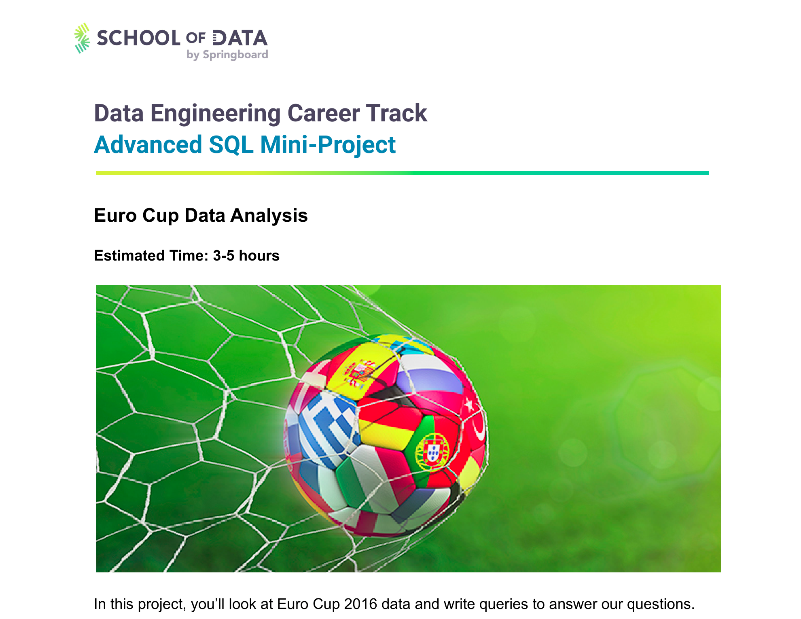 SCHOOL OF DATA
by Springboard
Data Engineering Career Track
Advanced SQL Mini-Project
Euro Cup Data Analysis
Estimated Time: 3-5 hours
In this project, you'll look at Euro Cup 2016 data and write queries to answer our questions.